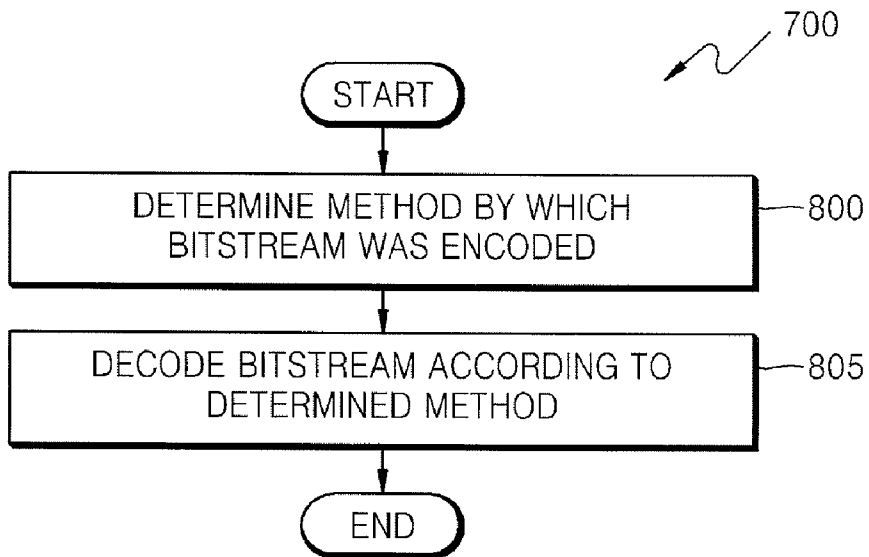 700
START
DETERMINE METHOD BY WHICH
BITSTREAM WAS ENCODED
800
DECODE BITSTREAM ACCORDING TO
DETERMINED METHOD
805
END